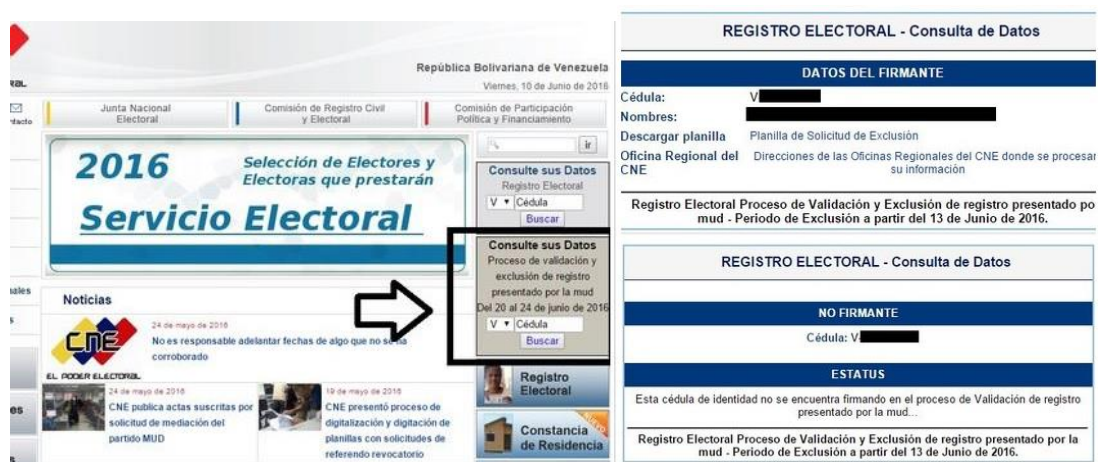 República Bolivariana de Venezuela
Viernes, 10 de Junio de 2016
Junta Nacional
Electoral
Comisión de Registro Civil
y Electoral
Comisión de Participación
Política y Financiamiento
2016
Selección de Electores y
Electoras que prestarán
Servicio Electoral
ir
Consulte sus Datos
Registro Electoral
V Cédula
Buscar
Consulte sus Datos
Proceso de validación y
exclusión de registro
presentado por la mud
Del 20 al 24 de junio de 2016
V Cédula
Buscar
Noticias
24 de mayo de 2016
No es responsable adelantar fechas de algo que no se ha
corroborado
CNE
EL PODER ELECTORAL
24 de mayo de 2016
CNE publica actas suscritas por
solicitud de mediación del
partido MUD
19 de mayo de 2016
CNE presentó proceso de
digitalización y digitación de
planillas con solicitudes de
referendo revocatorio
Registro
Electoral
Nuevo
Constancia
de Residencia
REGISTRO ELECTORAL - Consulta de Datos
DATOS DEL FIRMANTE
Cédula: V
Nombres:
Descargar planilla Planilla de Solicitud de Exclusión
Oficina Regional del CNE Direcciones de las Oficinas Regionales del CNE donde se procesar
su información
Registro Electoral Proceso de Validación y Exclusión de registro presentado po
mud - Periodo de Exclusión a partir del 13 de Junio de 2016.
REGISTRO ELECTORAL - Consulta de Datos
NO FIRMANTE
Cédula: V-
ESTATUS
Esta cédula de identidad no se encuentra firmando en el proceso de Validación de registro
presentado por la mud...
Registro Electoral Proceso de Validación y Exclusión de registro presentado por la
mud - Periodo de Exclusión a partir del 13 de Junio de 2016.